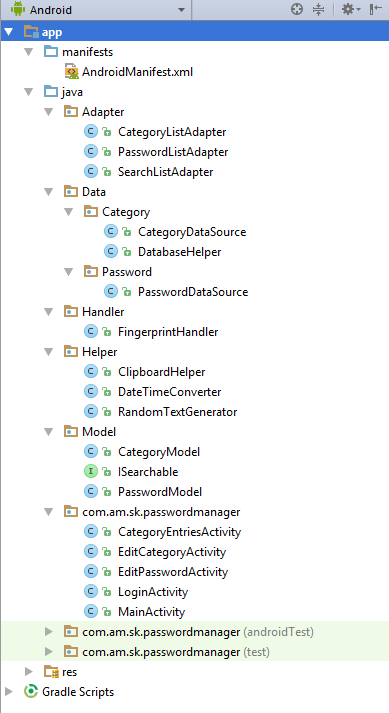 Android
app
manifests
AndroidManifest.xml
java
Adapter
C CategoryListAdapter
C PasswordListAdapter
C SearchListAdapter
Data
Category
C CategoryDataSource
C DatabaseHelper
Password
C PasswordDataSource
Handler
C FingerprintHandler
Helper
C ClipboardHelper
C DateTimeConverter
C RandomTextGenerator
Model
C CategoryModel
I ISearchable
C PasswordModel
com.am.sk.passwordmanager
C CategoryEntriesActivity
C EditCategoryActivity
C EditPasswordActivity
C LoginActivity
C MainActivity
com.am.sk.passwordmanager (androidTest)
com.am.sk.passwordmanager (test)
res
Gradle Scripts